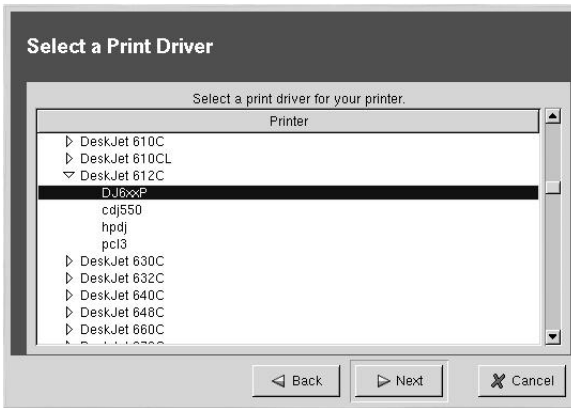 Select a Print Driver
Select a print driver for your printer.
Printer
DeskJet 610C
DeskJet 610CL
DeskJet 612C
DJ6xxP
cdj550
hpdj
pcl3
DeskJet 630C
DeskJet 632C
DeskJet 640C
DeskJet 648C
DeskJet 660C
Back Next Cancel